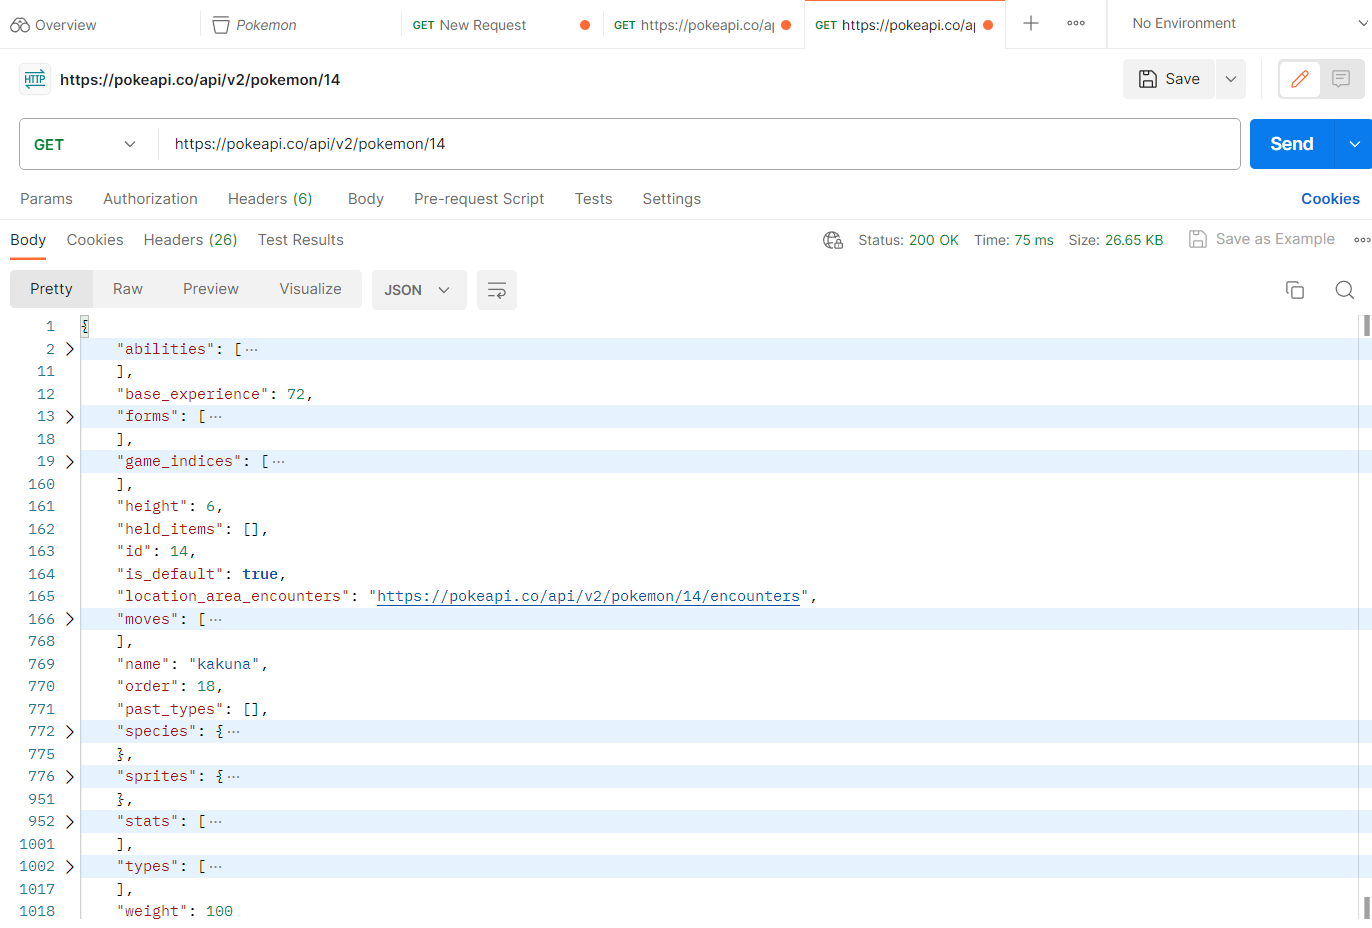 Overview Pokemon GET New Request GET https://pokeapi.co/ap GET https://pokeapi.co/ap No Environment
HTTP https://pokeapi.co/api/v2/pokemon/14 Save
GET https://pokeapi.co/api/v2/pokemon/14 Send
Params Authorization Headers (6) Body Pre-request Script Tests Settings Cookies
Body Cookies Headers (26) Test Results Status: 200 OK Time: 75 ms Size: 26.65 KB Save as Example
Pretty Raw Preview Visualize JSON
1 {
2 "abilities": [···
11 ],
12 "base_experience": 72,
13 "forms": [···
18 ],
19 "game_indices": [···
160 ],
161 "height": 6,
162 "held_items": [],
163 "id": 14,
164 "is_default": true,
165 "location_area_encounters": "https://pokeapi.co/api/v2/pokemon/14/encounters",
166 "moves": [···
768 ],
769 "name": "kakuna",
770 "order": 18,
771 "past_types": [],
772 "species": {···
775 },
776 "sprites": {···
951 },
952 "stats": [···
1001 ],
1002 "types": [···
1017 ],
1018 "weight": 100